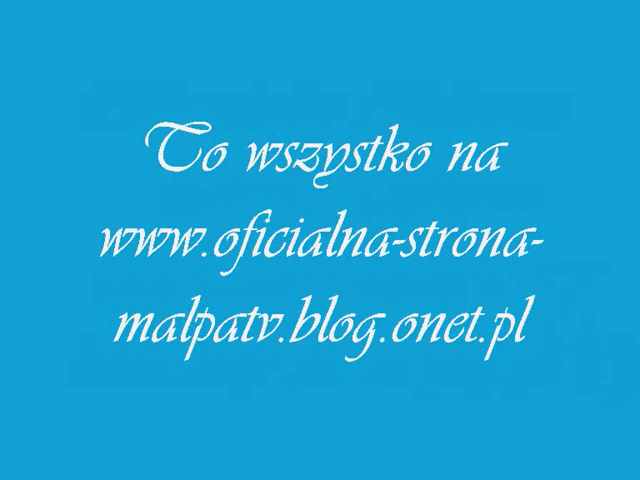 To wszystko na
www.oficialna-strona-
malpatv.blog.onet.pl